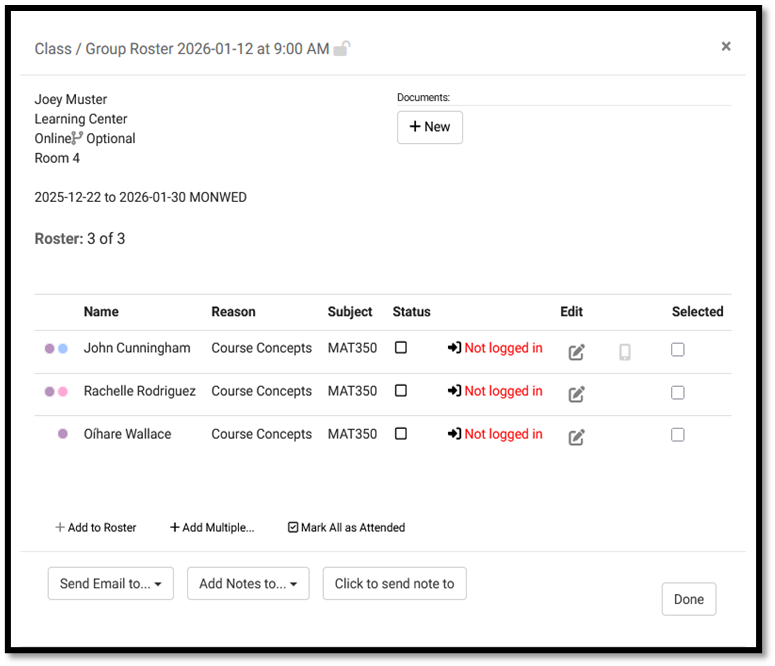 Class / Group Roster 2026-01-12 at 9:00 AM
×
Joey Muster
Learning Center
Online Optional
Room 4
2025-12-22 to 2026-01-30 MONWED
Roster: 3 of 3
Documents:
+ New
Name Reason Subject Status Edit Selected
John Cunningham Course Concepts MAT350 Not logged in
Rachelle Rodriguez Course Concepts MAT350 Not logged in
Oíhare Wallace Course Concepts MAT350 Not logged in
+ Add to Roster + Add Multiple... Mark All as Attended
Send Email to... Add Notes to... Click to send note to
Done